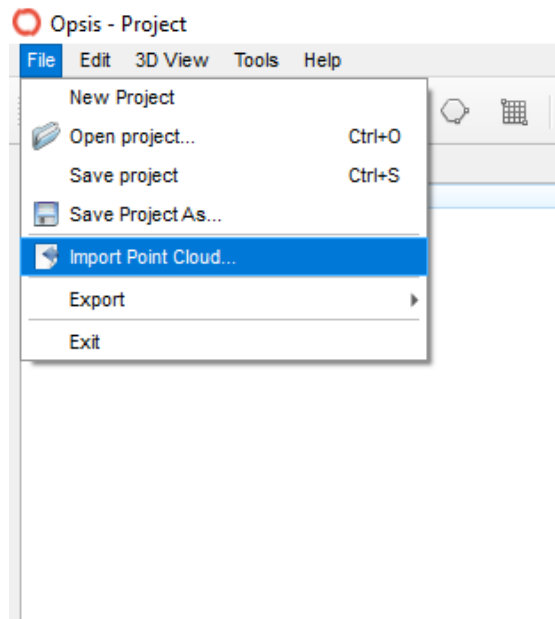 Opsis - Project
File Edit 3D View Tools Help
New Project
Open project... Ctrl+O
Save project Ctrl+S
Save Project As...
Import Point Cloud...
Export
Exit